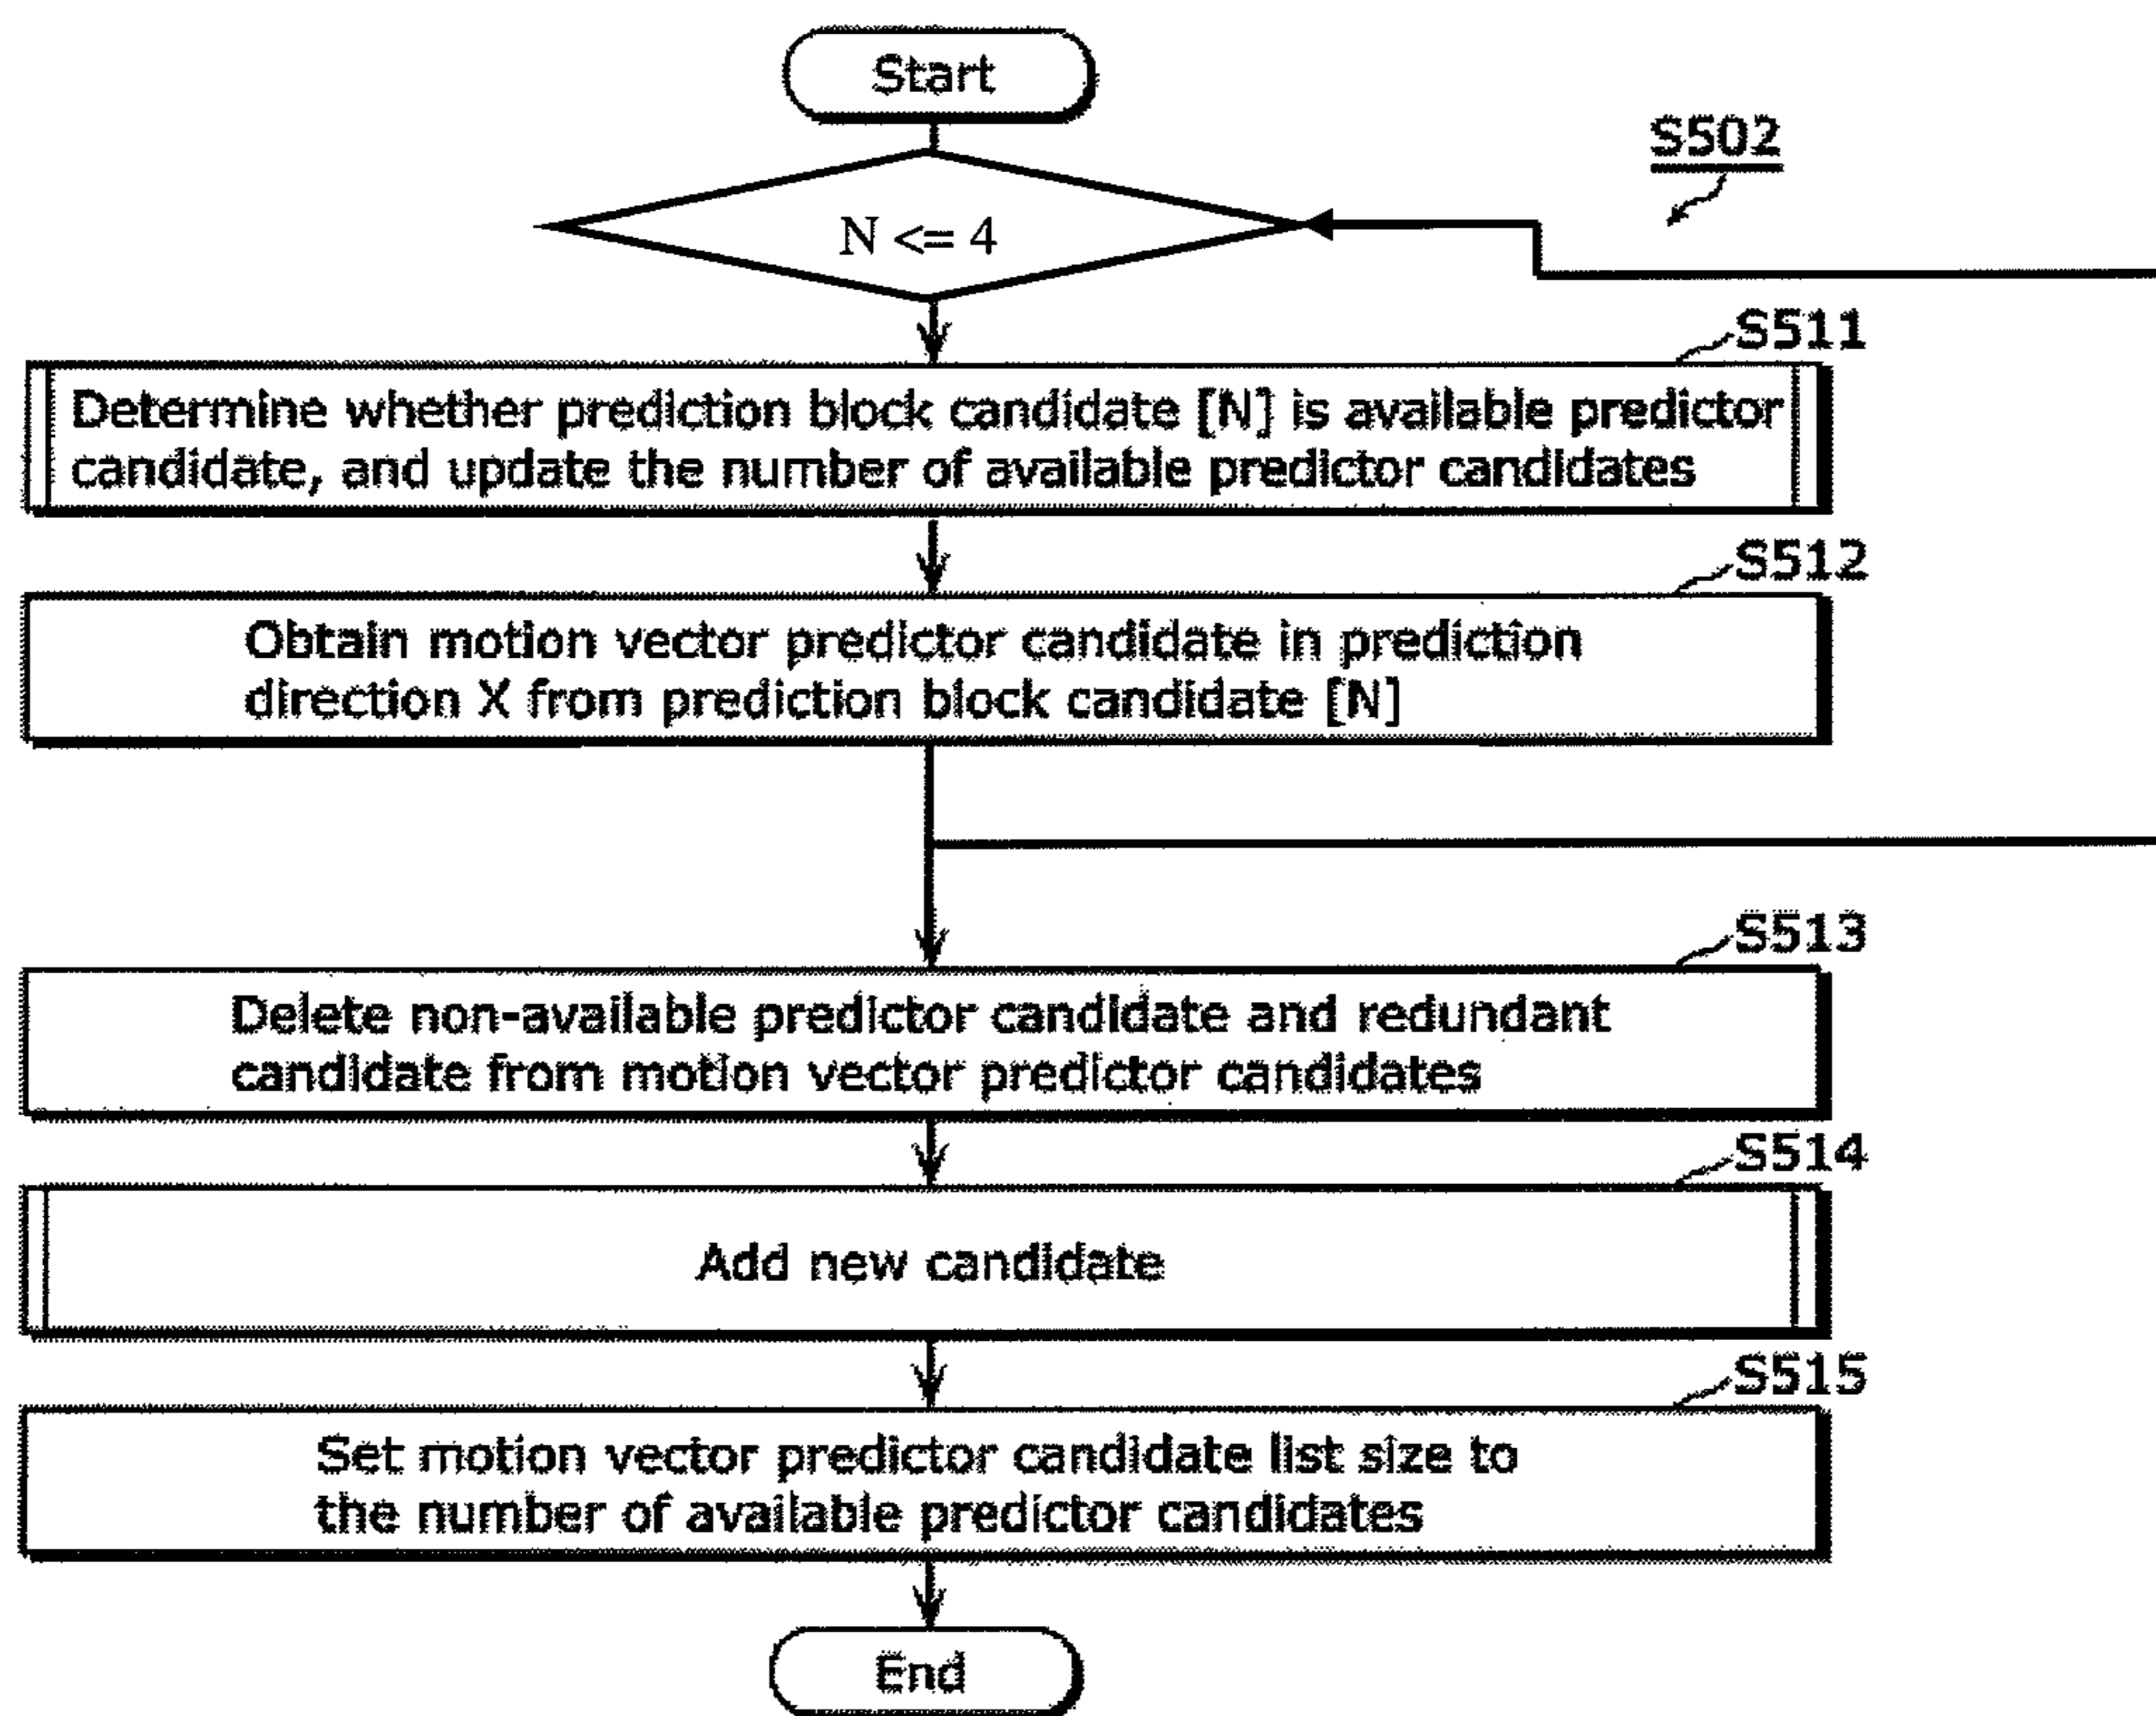 Start
S502
N <= 4
S511
Determine whether prediction block candidate [N] is available predictor
candidate, and update the number of available predictor candidates
S512
Obtain motion vector predictor candidate in prediction
direction X from prediction block candidate [N]
S513
Delete non-available predictor candidate and redundant
candidate from motion vector predictor candidates
S514
Add new candidate
S515
Set motion vector predictor candidate list size to
the number of available predictor candidates
End